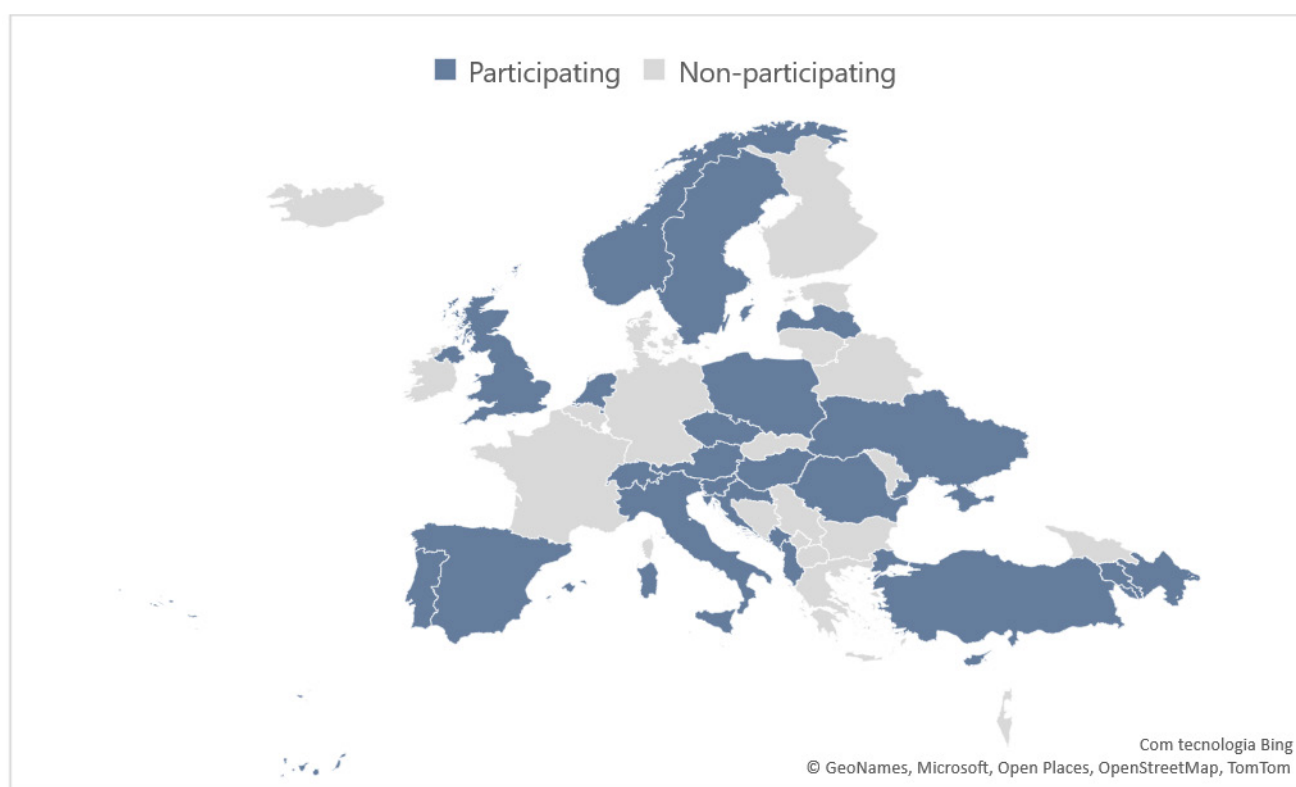 Participating Non-participating
Com tecnologia Bing
© GeoNames, Microsoft, Open Places, OpenStreetMap, TomTom